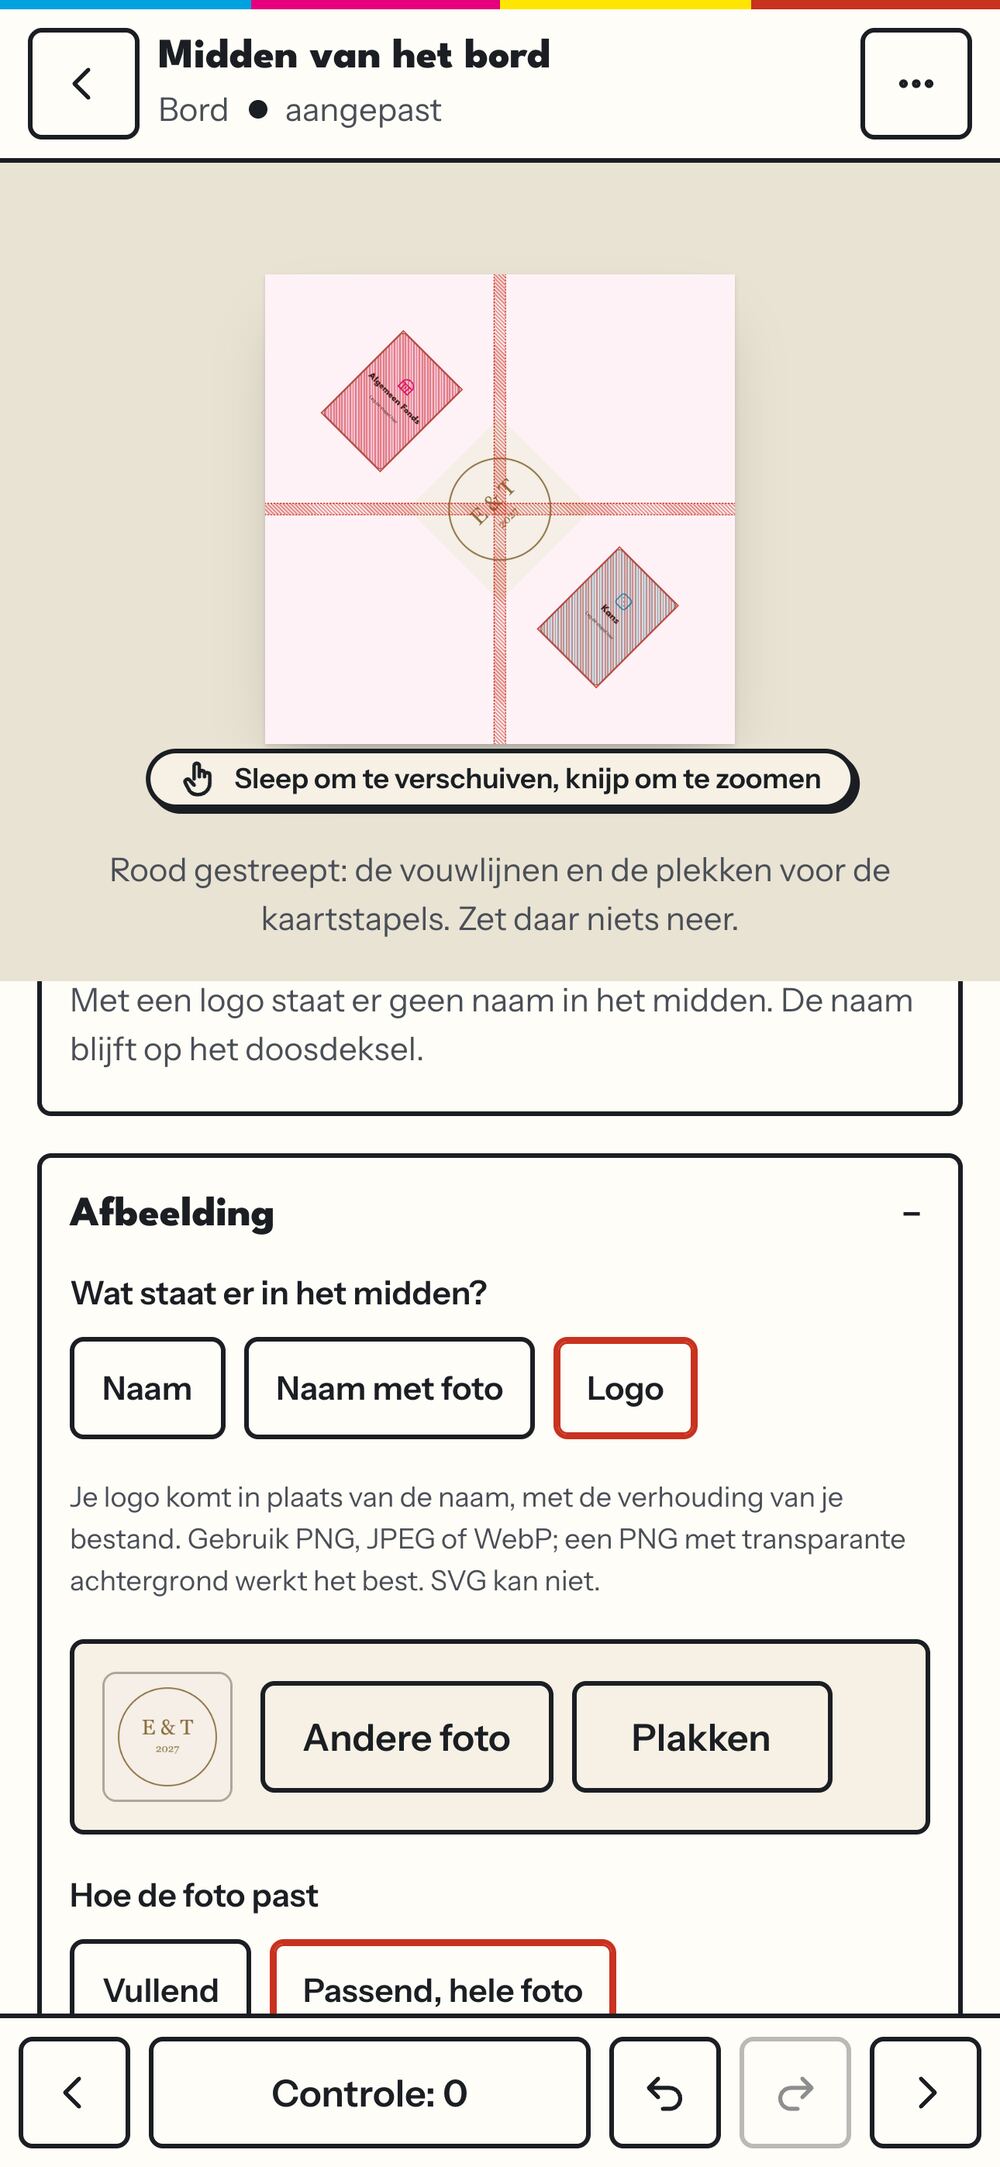 Midden van het bord
Bord ● aangepast
Algemeen Fonds
E & T
2027
Kans
Sleep om te verschuiven, knijp om te zoomen
Rood gestreept: de vouwlijnen en de plekken voor de
kaartstapels. Zet daar niets neer.
Met een logo staat er geen naam in het midden. De naam
blijft op het doosdeksel.
Afbeelding
Wat staat er in het midden?
Naam
Naam met foto
Logo
Je logo komt in plaats van de naam, met de verhouding van je
bestand. Gebruik PNG, JPEG of WebP; een PNG met transparante
achtergrond werkt het best. SVG kan niet.
E & T
2027
Andere foto
Plakken
Hoe de foto past
Vullend
Passend, hele foto
Controle: 0